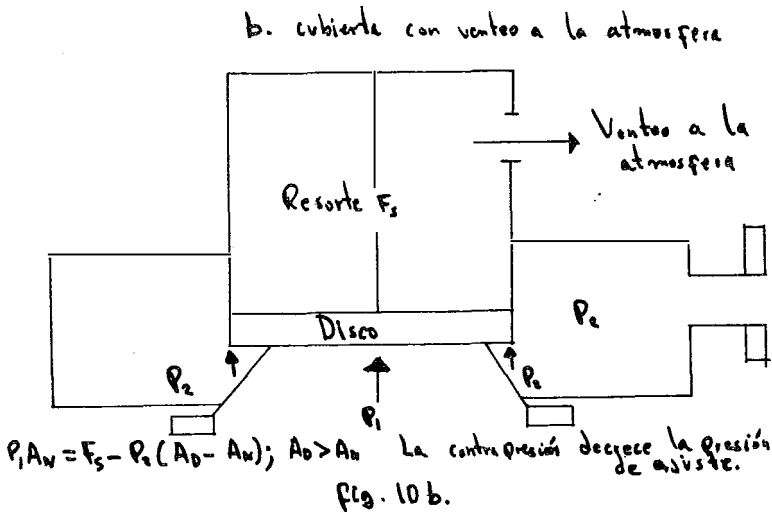 b. cubierta con venteo a la atmosfera
Venteo a la
atmosfera
Resorte Fs
Disco
P2
P2
P2
P1
P1AN = Fs - P2(AD - AN); AD > AN La contrapresión decrece la presión
de ajuste.
fig. 10 b.